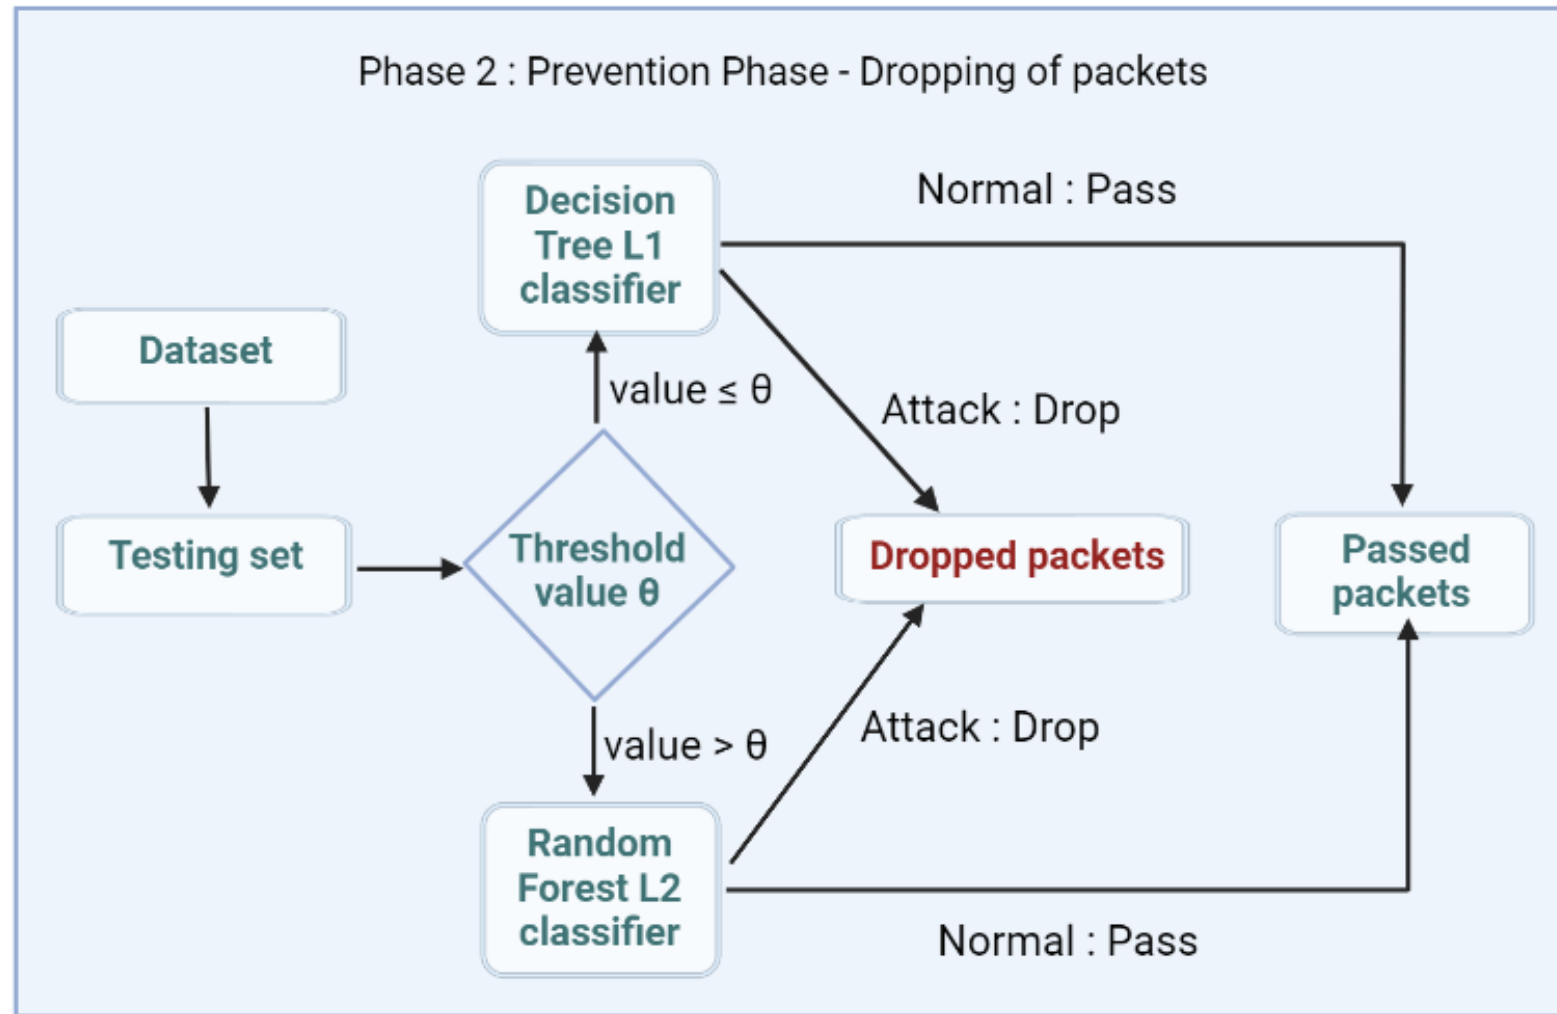 Phase 2 : Prevention Phase - Dropping of packets
Decision
Tree L1
classifier
Normal : Pass
Dataset
value ≤ θ
Attack : Drop
Testing set
Threshold
value θ
Dropped packets
Passed
packets
value > θ
Attack : Drop
Random
Forest L2
classifier
Normal : Pass